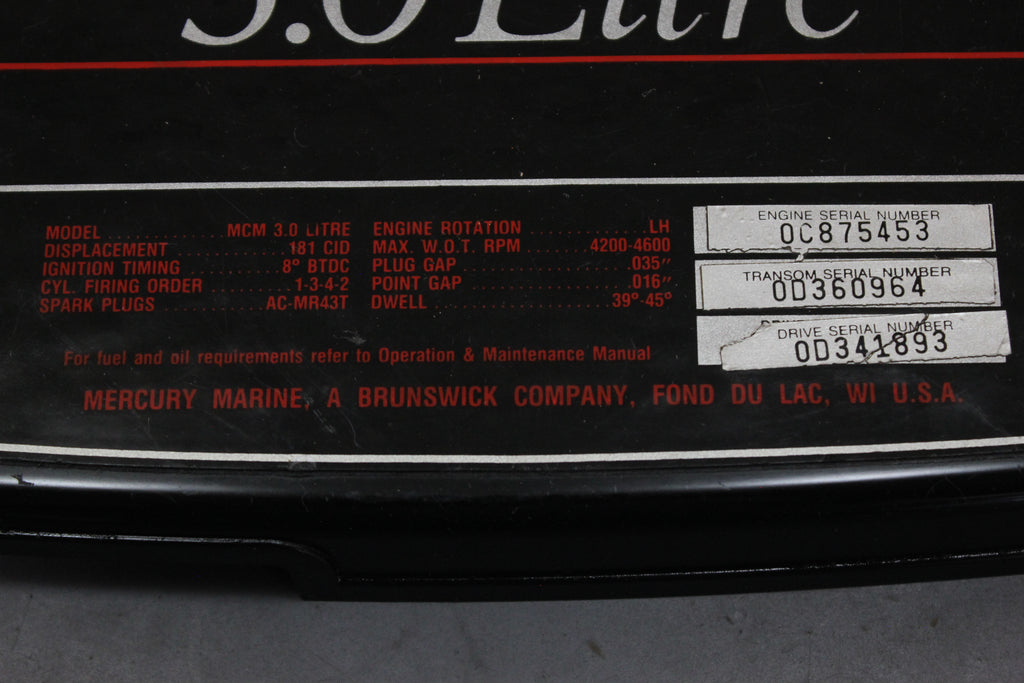 3.0 Litre
MODEL ............... MCM 3.0 LITRE
DISPLACEMENT ............... 181 CID
IGNITION TIMING ............ 8° BTDC
CYL. FIRING ORDER ........... 1-3-4-2
SPARK PLUGS ............ AC-MR43T
ENGINE ROTATION ............... LH
MAX. W.O.T. RPM ......... 4200-4600
PLUG GAP ..................... .035″
POINT GAP .................... .016″
DWELL ..................... 39°-45°
ENGINE SERIAL NUMBER
0C875453
TRANSOM SERIAL NUMBER
0D360964
DRIVE SERIAL NUMBER
0D341893
For fuel and oil requirements refer to Operation & Maintenance Manual
MERCURY MARINE, A BRUNSWICK COMPANY, FOND DU LAC, WI U.S.A.